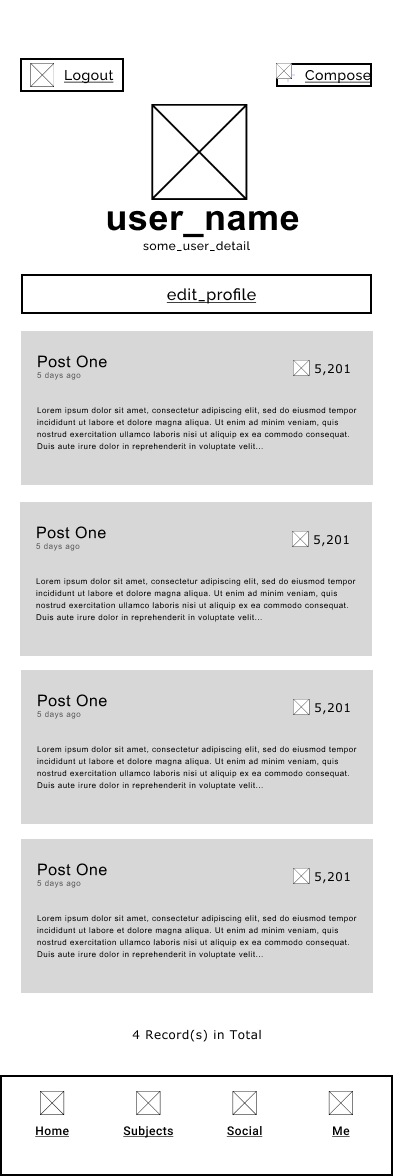 Logout
Compose
user_name
some_user_detail
edit_profile
Post One
5 days ago
5,201
Lorem ipsum dolor sit amet, consectetur adipiscing elit, sed do eiusmod tempor
incididunt ut labore et dolore magna aliqua. Ut enim ad minim veniam, quis
nostrud exercitation ullamco laboris nisi ut aliquip ex ea commodo consequat.
Duis aute irure dolor in reprehenderit in voluptate velit...
Post One
5 days ago
5,201
Lorem ipsum dolor sit amet, consectetur adipiscing elit, sed do eiusmod tempor
incididunt ut labore et dolore magna aliqua. Ut enim ad minim veniam, quis
nostrud exercitation ullamco laboris nisi ut aliquip ex ea commodo consequat.
Duis aute irure dolor in reprehenderit in voluptate velit...
Post One
5 days ago
5,201
Lorem ipsum dolor sit amet, consectetur adipiscing elit, sed do eiusmod tempor
incididunt ut labore et dolore magna aliqua. Ut enim ad minim veniam, quis
nostrud exercitation ullamco laboris nisi ut aliquip ex ea commodo consequat.
Duis aute irure dolor in reprehenderit in voluptate velit...
Post One
5 days ago
5,201
Lorem ipsum dolor sit amet, consectetur adipiscing elit, sed do eiusmod tempor
incididunt ut labore et dolore magna aliqua. Ut enim ad minim veniam, quis
nostrud exercitation ullamco laboris nisi ut aliquip ex ea commodo consequat.
Duis aute irure dolor in reprehenderit in voluptate velit...
4 Record(s) in Total
Home
Subjects
Social
Me